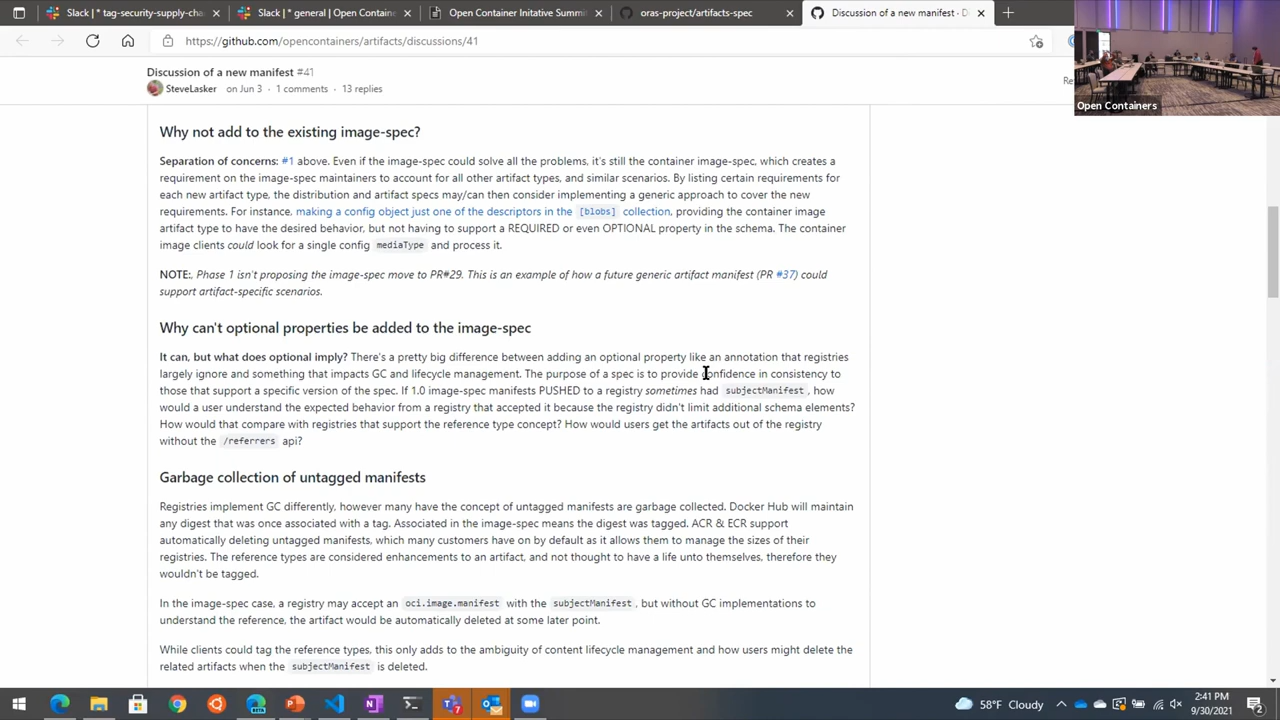 Slack | * tag-security-supply-cha
Slack | * general | Open Containe
Open Container Initative Summi
oras-project/artifacts-spec
Discussion of a new manifest - D
https://github.com/opencontainers/artifacts/discussions/41
Discussion of a new manifest #41
SteveLasker on Jun 3 · 1 comments · 13 replies
Re
Open Containers
Why not add to the existing image-spec?
Separation of concerns: #1 above. Even if the image-spec could solve all the problems, it's still the container image-spec, which creates a
requirement on the image-spec maintainers to account for all other artifact types, and similar scenarios. By listing certain requirements for
each new artifact type, the distribution and artifact specs may/can then consider implementing a generic approach to cover the new
requirements. For instance, making a config object just one of the descriptors in the [blobs] collection, providing the container image
artifact type to have the desired behavior, but not having to support a REQUIRED or even OPTIONAL property in the schema. The container
image clients could look for a single config mediaType and process it.
NOTE:, Phase 1 isn't proposing the image-spec move to PR#29. This is an example of how a future generic artifact manifest (PR #37) could
support artifact-specific scenarios.
Why can't optional properties be added to the image-spec
It can, but what does optional imply? There's a pretty big difference between adding an optional property like an annotation that registries
largely ignore and something that impacts GC and lifecycle management. The purpose of a spec is to provide confidence in consistency to
those that support a specific version of the spec. If 1.0 image-spec manifests PUSHED to a registry sometimes had subjectManifest, how
would a user understand the expected behavior from a registry that accepted it because the registry didn't limit additional schema elements?
How would that compare with registries that support the reference type concept? How would users get the artifacts out of the registry
without the /referrers api?
Garbage collection of untagged manifests
Registries implement GC differently, however many have the concept of untagged manifests are garbage collected. Docker Hub will maintain
any digest that was once associated with a tag. Associated in the image-spec means the digest was tagged. ACR & ECR support
automatically deleting untagged manifests, which many customers have on by default as it allows them to manage the sizes of their
registries. The reference types are considered enhancements to an artifact, and not thought to have a life unto themselves, therefore they
wouldn't be tagged.
In the image-spec case, a registry may accept an oci.image.manifest with the subjectManifest, but without GC implementations to
understand the reference, the artifact would be automatically deleted at some later point.
While clients could tag the reference types, this only adds to the ambiguity of content lifecycle management and how users might delete the
related artifacts when the subjectManifest is deleted.
58°F Cloudy
2:41 PM
9/30/2021